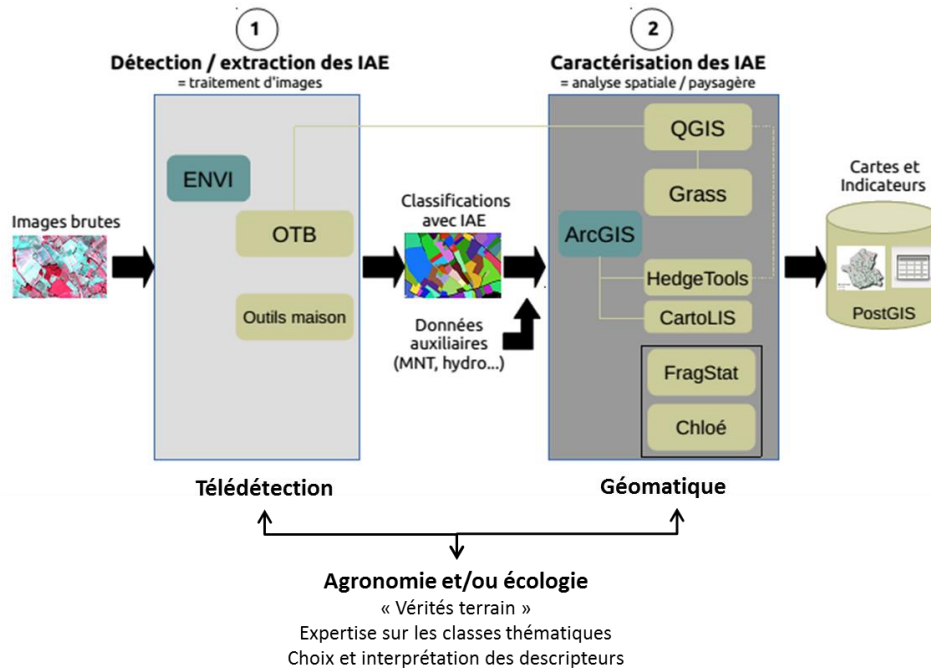 1
Détection / extraction des IAE
= traitement d'images
ENVI
OTB
Outils maison
Images brutes
Classifications
avec IAE
Données
auxiliaires
(MNT, hydro...)
2
Caractérisation des IAE
= analyse spatiale / paysagère
QGIS
Grass
ArcGIS
HedgeTools
CartoLIS
FragStat
Chloé
Cartes et
Indicateurs
PostGIS
Télédétection
Géomatique
Agronomie et/ou écologie
« Vérités terrain »
Expertise sur les classes thématiques
Choix et interprétation des descripteurs